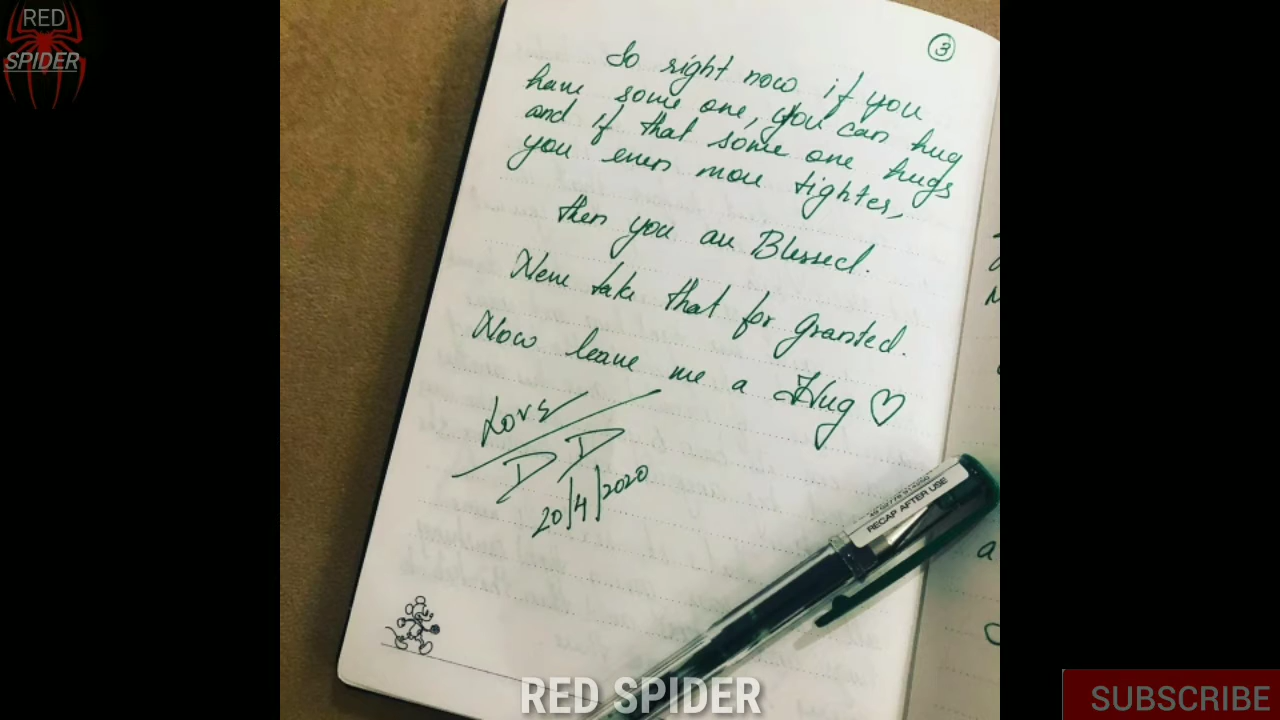 RED
SPIDER
3
So right now if you
have some one, you can hug
and if that some one hugs
you even more tighter,
then you are Blessed.
Never take that for granted.
Now leave me a Hug ♡
Love
DD
20/4/2020
RECAP AFTER USE
a
RED SPIDER
SUBSCRIBE